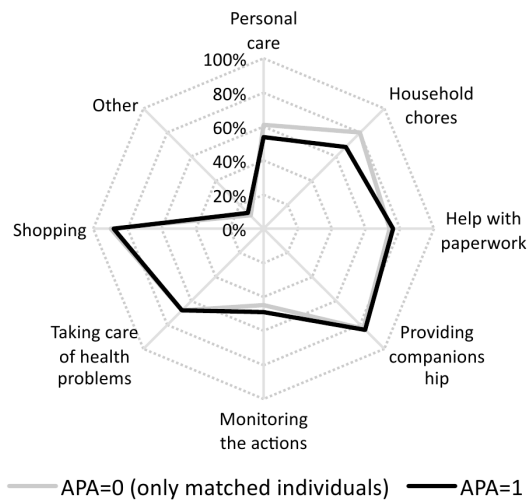 Personal
care
100%
80%
60%
40%
20%
0%
Household
chores
Help with
paperwork
Providing
companions
hip
Monitoring
the actions
Taking care
of health
problems
Shopping
Other
APA=0 (only matched individuals)
APA=1